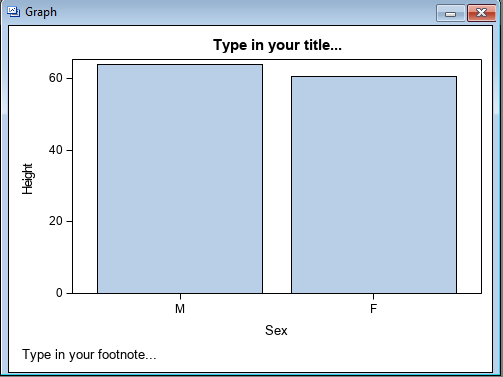 Graph
Type in your title...
60
40
20
0
Height
M F
Sex
Type in your footnote...